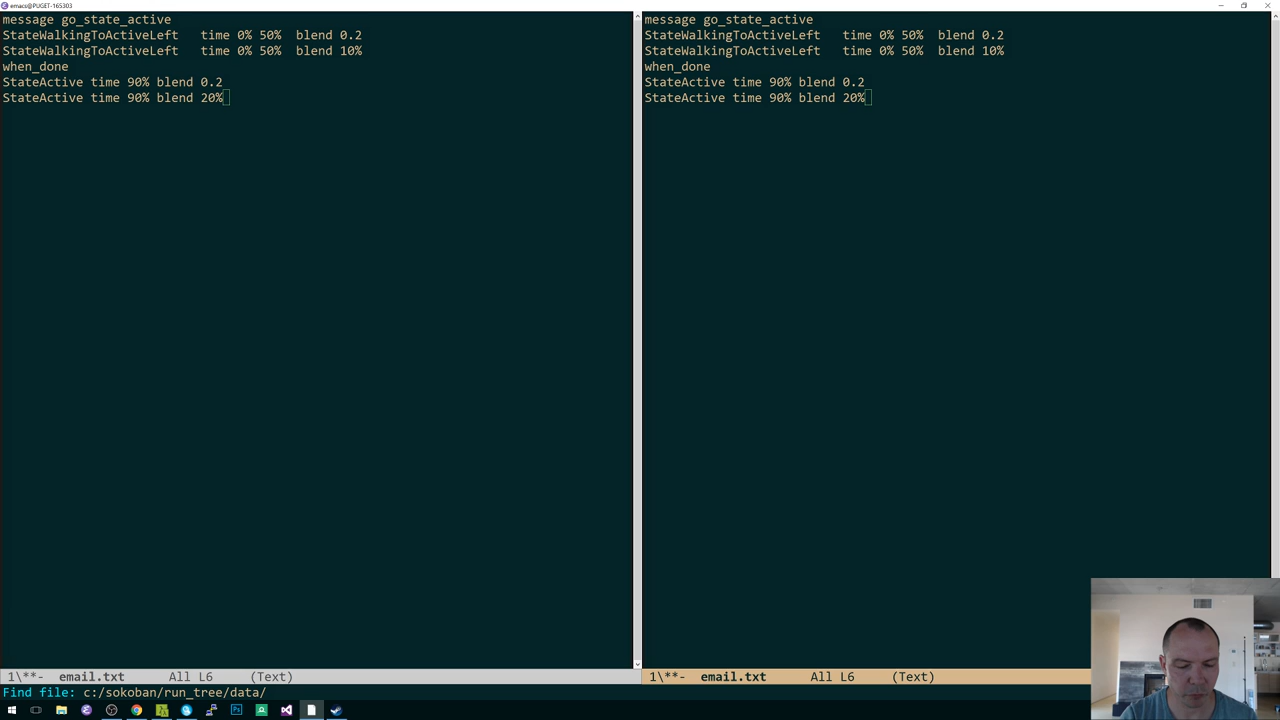 emacs@PUGET-165303
message go_state_active
StateWalkingToActiveLeft   time 0% 50%  blend 0.2
StateWalkingToActiveLeft   time 0% 50%  blend 10%
when_done
StateActive time 90% blend 0.2
StateActive time 90% blend 20%
message go_state_active
StateWalkingToActiveLeft   time 0% 50%  blend 0.2
StateWalkingToActiveLeft   time 0% 50%  blend 10%
when_done
StateActive time 90% blend 0.2
StateActive time 90% blend 20%
1\**-  email.txt      All L6     (Text)
1\**-  email.txt      All L6     (Text)
Find file: c:/sokoban/run_tree/data/